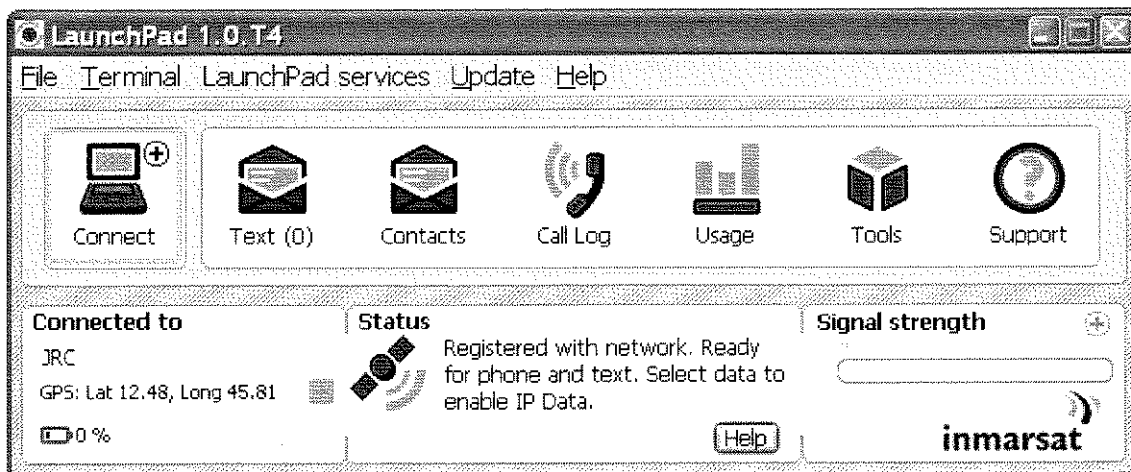 LaunchPad 1.0.T4
File Terminal LaunchPad services Update Help
Connect Text (0) Contacts Call Log Usage Tools Support
Connected to
JRC
GPS: Lat 12.48, Long 45.81
0 %
Status
Registered with network. Ready
for phone and text. Select data to
enable IP Data.
Help
Signal strength
inmarsat